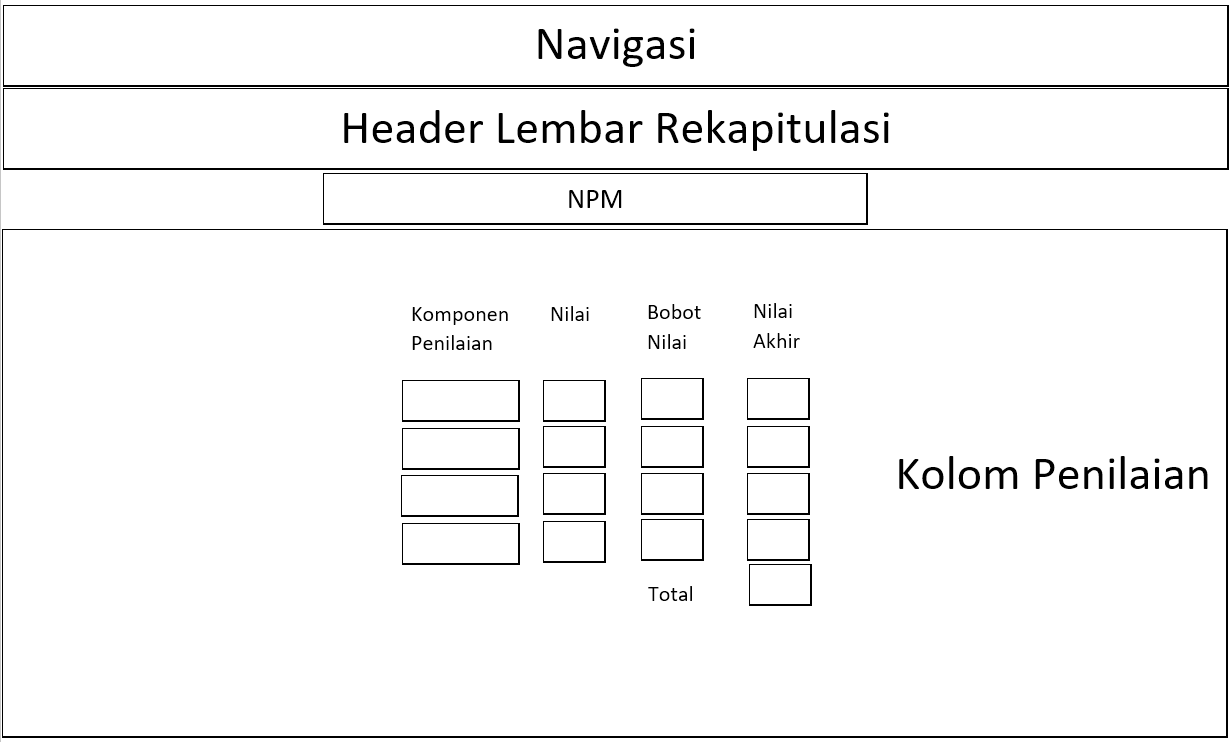 Navigasi
Header Lembar Rekapitulasi
NPM
Komponen Penilaian
Nilai
Bobot Nilai
Nilai Akhir
Kolom Penilaian
Total